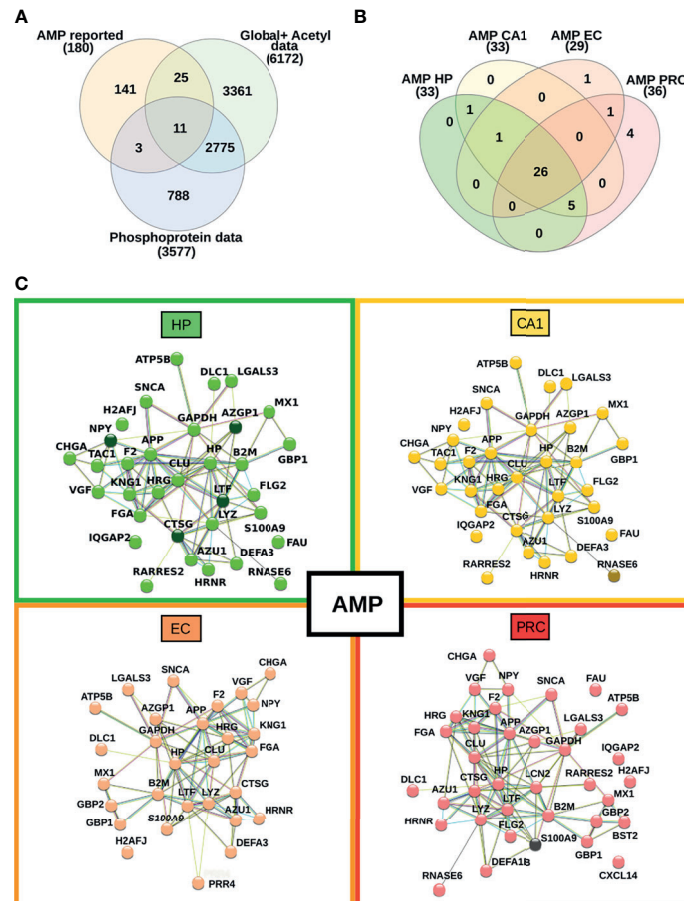 A
AMP reported
(180)
Global+ Acetyl
data
(6172)
141
25
3361
11
3
2775
788
Phosphoprotein data
(3577)
B
AMP CA1
(33)
AMP EC
(29)
AMP HP
(33)
AMP PRC
(36)
0
1
1
0
1
4
0
1
0
26
0
0
0
5
0
C
HP
ATP5B
DLC1
LGALS3
SNCA
AZGP1
MX1
H2AFJ
GAPDH
NPY
APP
HP
CHGA
TAC1
F2
CLU
B2M
GBP1
KNG1
HRG
LTF
FLG2
VGF
FGA
LYZ
S100A9
CTSG
IQGAP2
AZU1
DEFA3
FAU
RARRES2
HRNR
RNASE6
CA1
ATP5B
DLC1
LGALS3
SNCA
MX1
H2AFJ
GAPDH
AZGP1
NPY
APP
HP
CHGA
TAC1
F2
CLU
B2M
GBP1
KNG1
HRG
LTF
FLG2
VGF
FGA
LYZ
S100A9
IQGAP2
CTSG
FAU
AZU1
DEFA3
RARRES2
HRNR
RNASE6
AMP
EC
CHGA
SNCA
VGF
LGALS3
F2
NPY
ATP5B
AZGP1
APP
HRG
KNG1
GAPDH
DLC1
HP
CLU
FGA
MX1
B2M
CTSG
GBP2
LTF
LYZ
AZU1
HRNR
GBP1
S100A9
H2AFJ
DEFA3
PRR4
PRC
CHGA
VGF
NPY
SNCA
FAU
F2
ATP5B
HRG
KNG1
APP
AZGP1
LGALS3
FGA
GAPDH
CLU
IQGAP2
HP
H2AFJ
DLC1
CTSG
LCN2
RARRES2
AZU1
MX1
LTF
B2M
GBP2
HRNR
LYZ
FLG2
BST2
S100A9
GBP1
DEFA1B
CXCL14
RNASE6